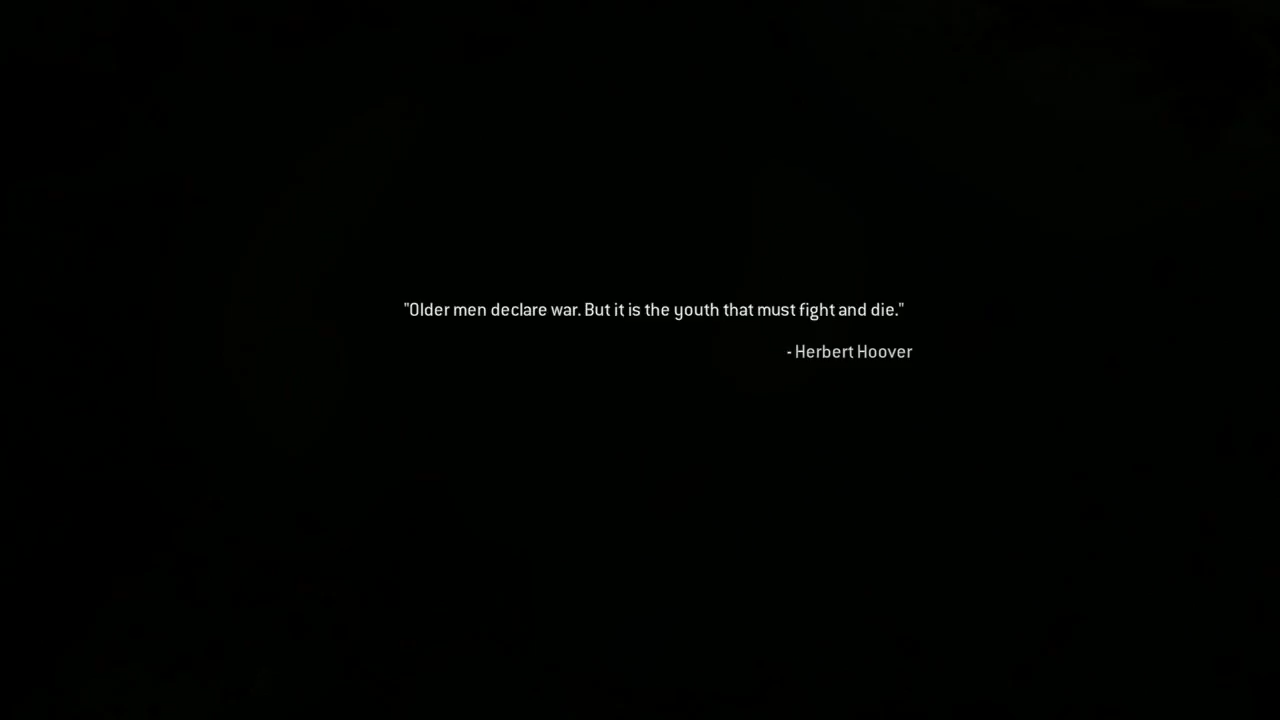 "Older men declare war. But it is the youth that must fight and die."
- Herbert Hoover